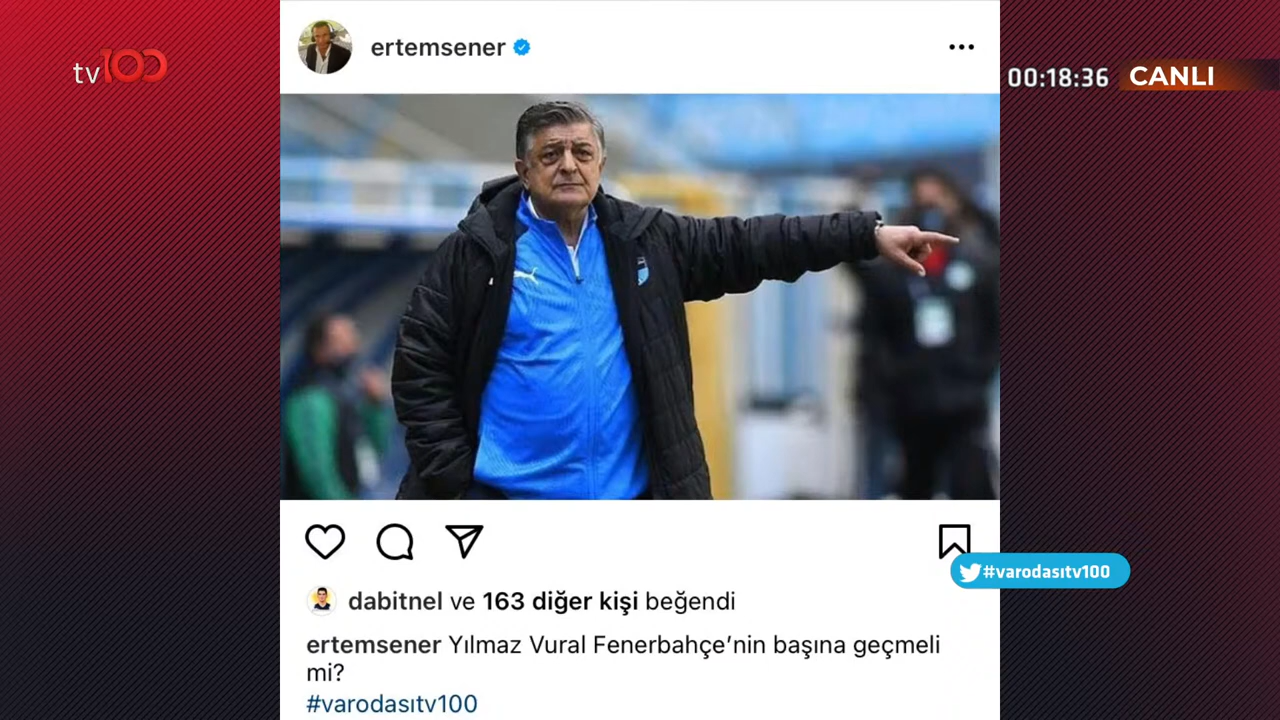 tv100
ertemsener
00:18:36 CANLI
#varodasıtv100
dabitnel ve 163 diğer kişi beğendi
ertemsener Yılmaz Vural Fenerbahçe’nin başına geçmeli
mi?
#varodasıtv100